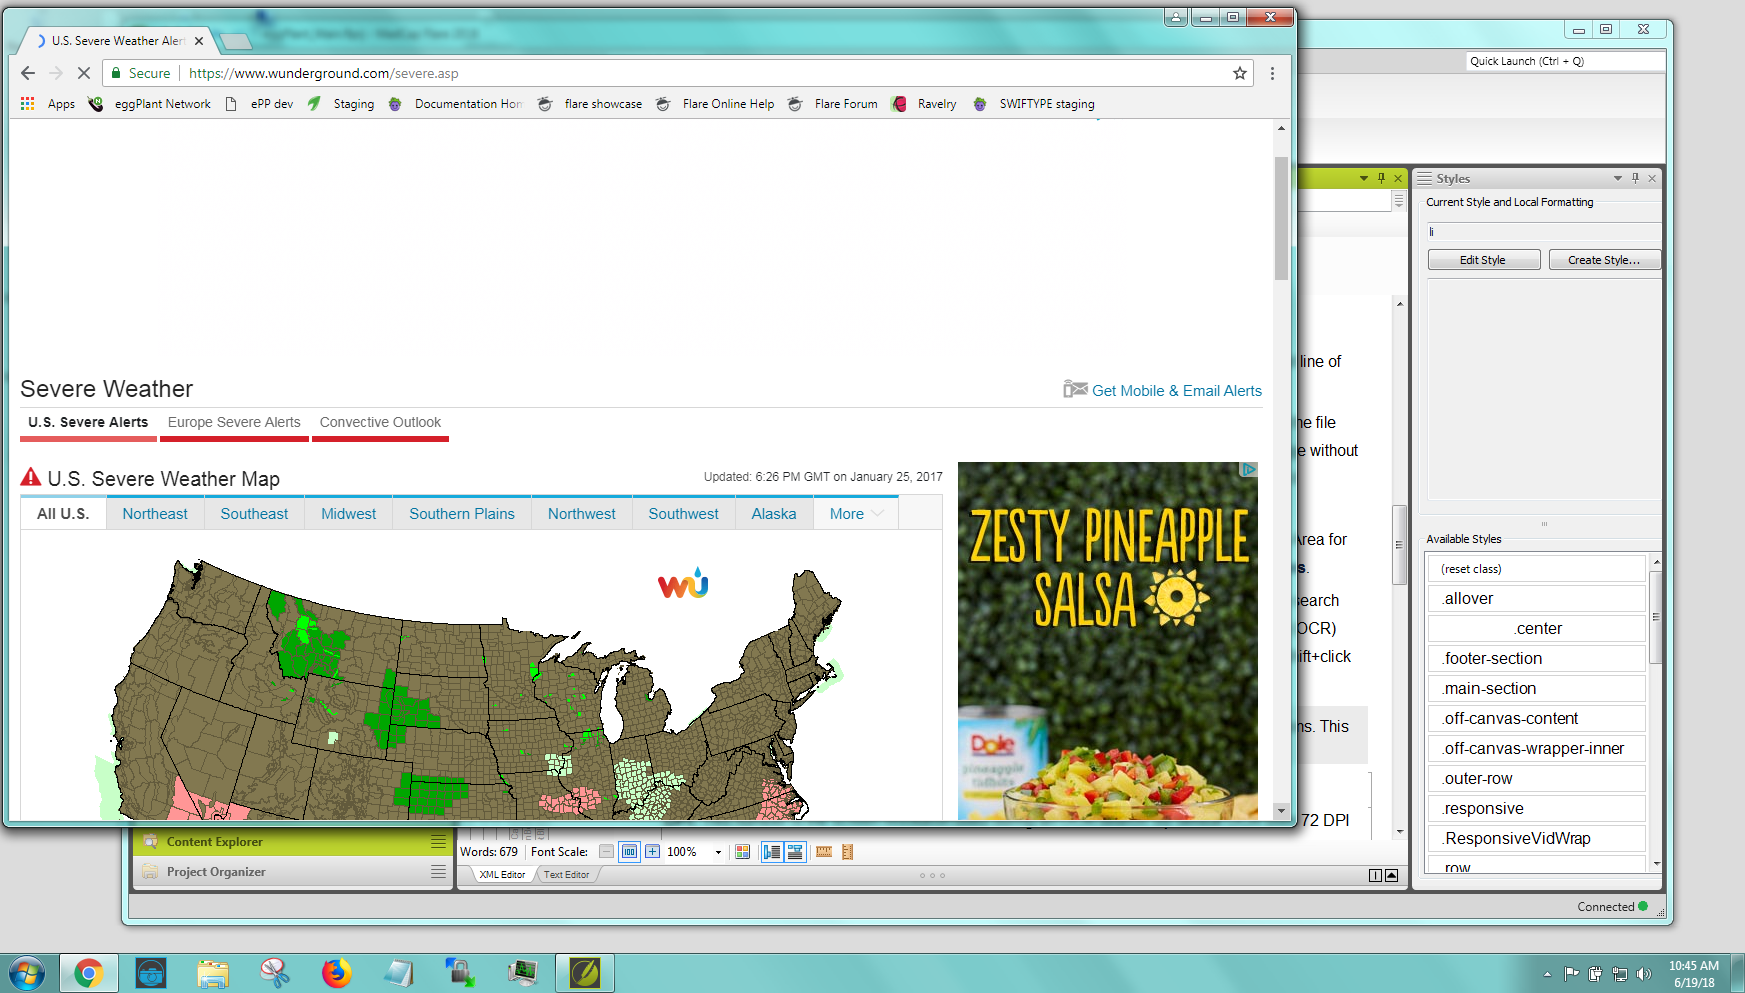 U.S. Severe Weather Aler
Secure https://www.wunderground.com/severe.asp
Apps eggPlant Network ePP dev Staging Documentation Hom flare showcase Flare Online Help Flare Forum Ravelry SWIFTYPE staging
Severe Weather
Get Mobile & Email Alerts
U.S. Severe Alerts Europe Severe Alerts Convective Outlook
U.S. Severe Weather Map
Updated: 6:26 PM GMT on January 25, 2017
All U.S. Northeast Southeast Midwest Southern Plains Northwest Southwest Alaska More
WU
ZESTY PINEAPPLE
SALSA
Dole
pineapple
tidbits
Quick Launch (Ctrl + Q)
Styles
Current Style and Local Formatting
li
Edit Style Create Style...
line of
ne file
e without
Area for
s.
search
OCR)
ift+click
ns. This
72 DPI
Available Styles
(reset class)
.allover
.center
.footer-section
.main-section
.off-canvas-content
.off-canvas-wrapper-inner
.outer-row
.responsive
.ResponsiveVidWrap
.row
Content Explorer
Project Organizer
Words: 679 Font Scale: 100%
XML Editor Text Editor
Connected
10:45 AM
6/19/18